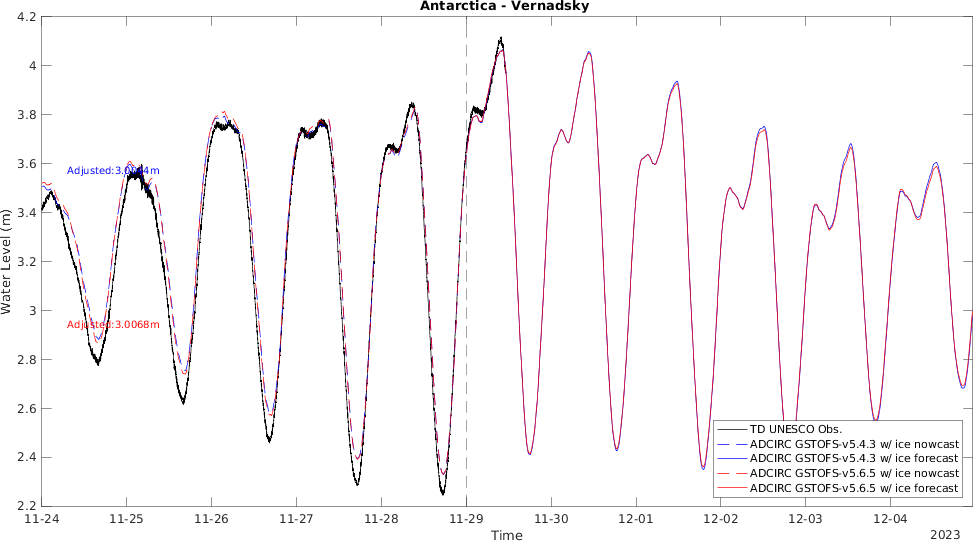 Antarctica - Vernadsky
4.2
4
3.8
3.6
3.4
3.2
3
2.8
2.6
2.4
2.2
Water Level (m)
Adjusted:3.0068m
TD UNESCO Obs.
ADCIRC GSTOFS-v5.4.3 w/ ice nowcast
ADCIRC GSTOFS-v5.4.3 w/ ice forecast
ADCIRC GSTOFS-v5.6.5 w/ ice nowcast
ADCIRC GSTOFS-v5.6.5 w/ ice forecast
11-24 11-25 11-26 11-27 11-28 11-29 11-30 12-01 12-02 12-03 12-04
Time
2023